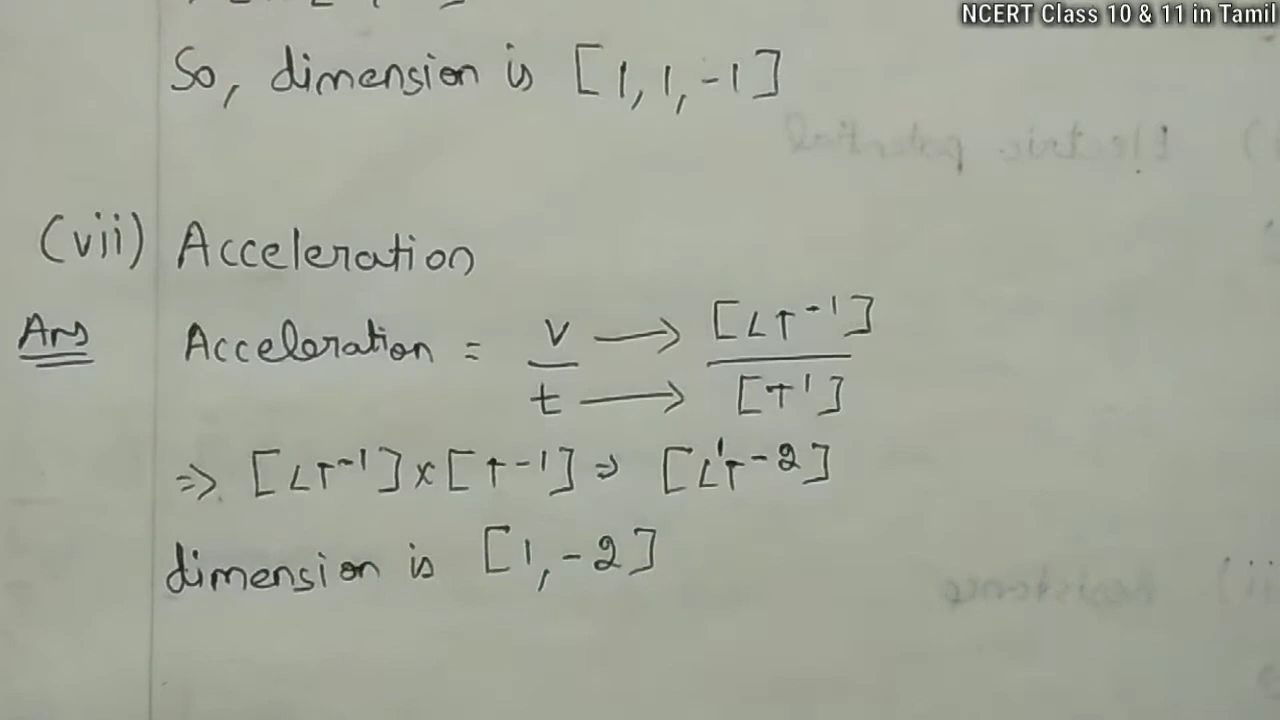 NCERT Class 10 & 11 in Tamil
So, dimension is [1, 1, -1]
(vii) Acceleration
Ans Acceleration = v/t → [LT⁻¹] / → [T¹]
⇒ [LT⁻¹] x [T⁻¹] ⇒ [L¹T⁻²]
dimension is [1, -2]